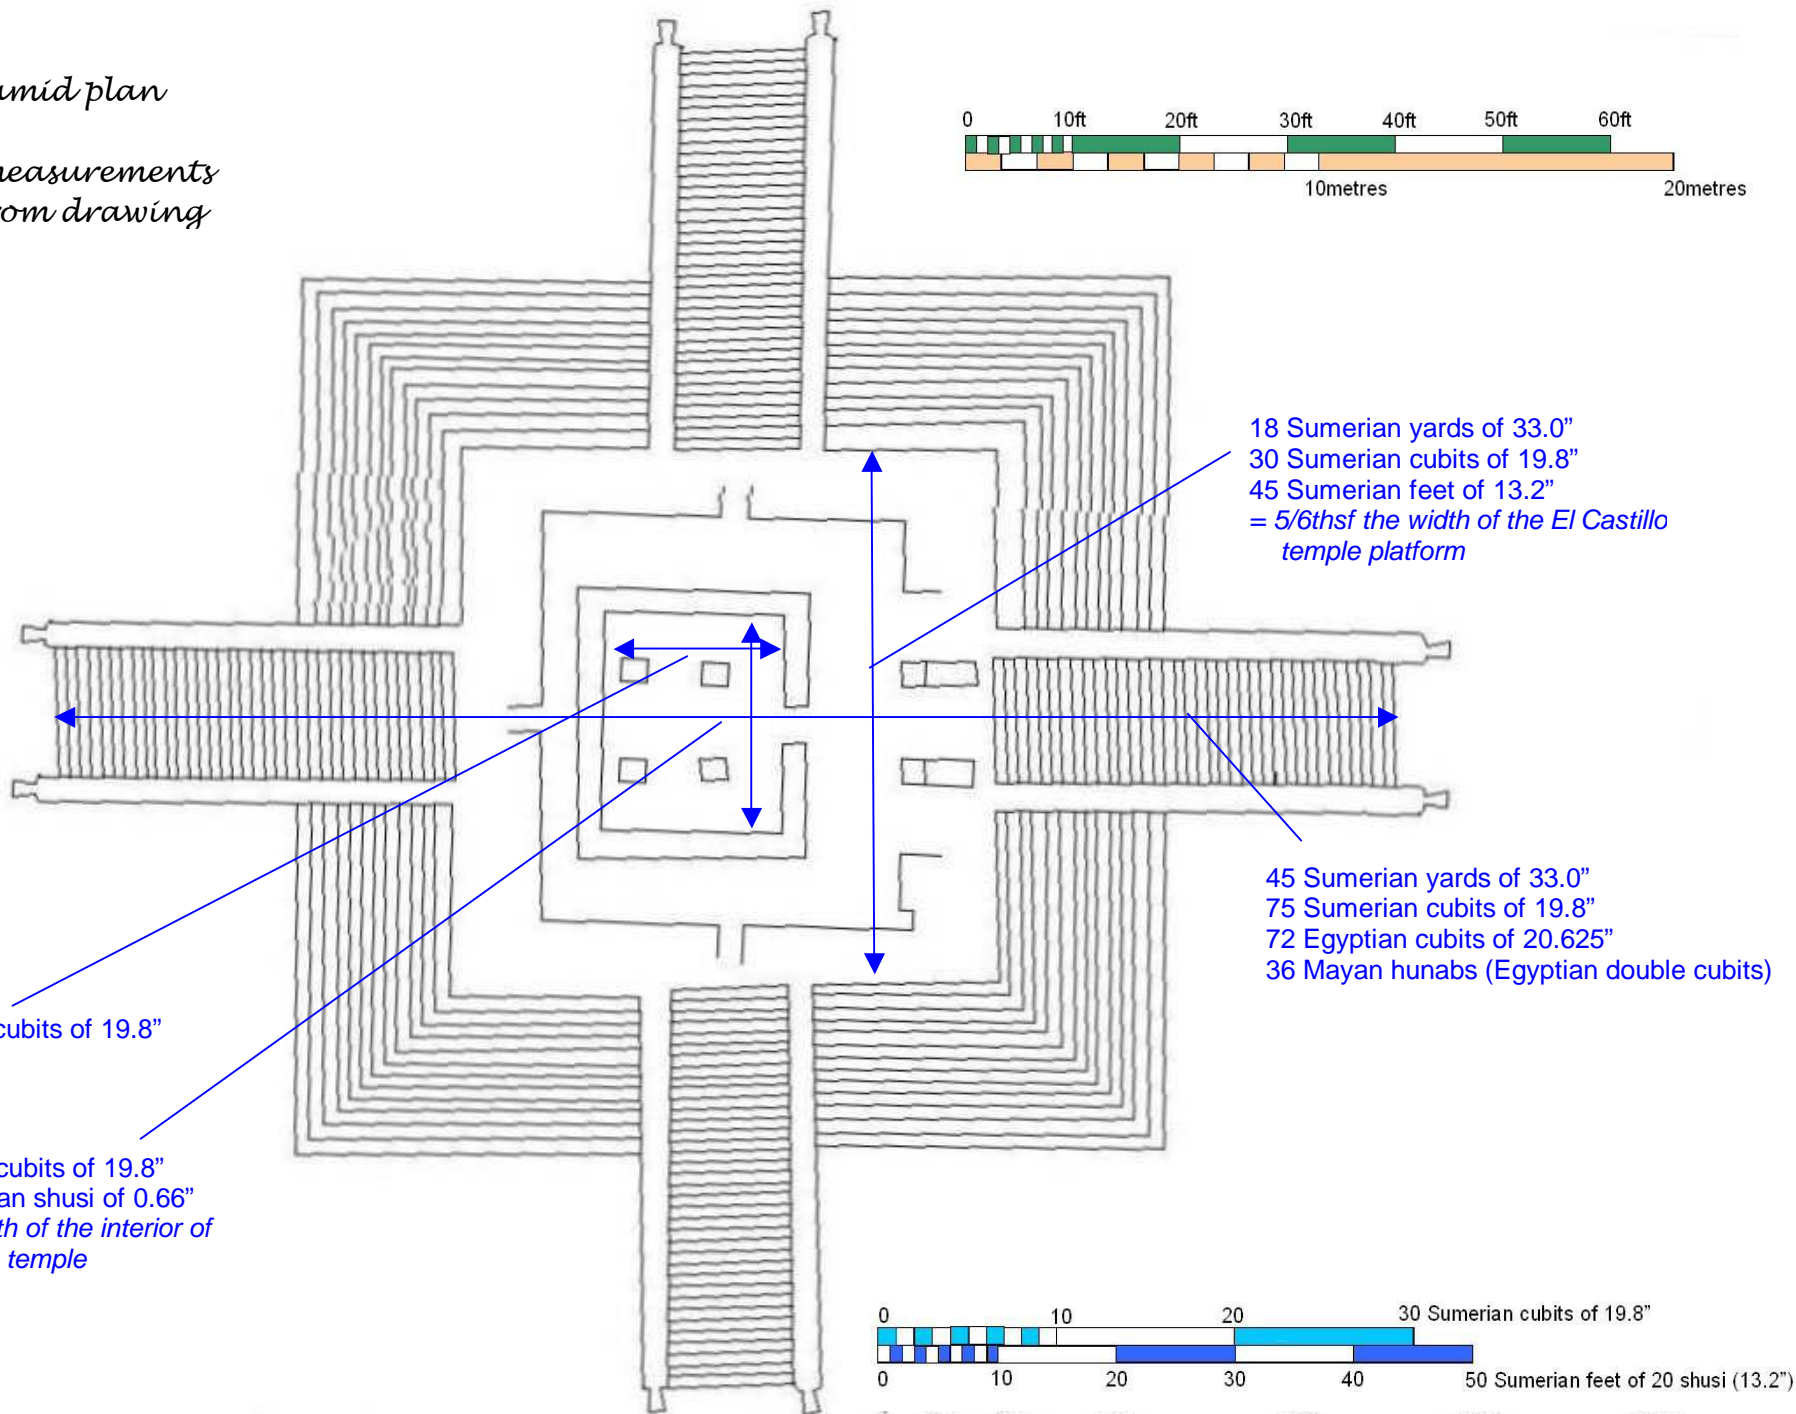 amid plan
measurements
rom drawing
0 10ft 20ft 30ft 40ft 50ft 60ft
10metres 20metres
18 Sumerian yards of 33.0”
30 Sumerian cubits of 19.8”
45 Sumerian feet of 13.2”
= 5/6thsf the width of the El Castillo
temple platform
45 Sumerian yards of 33.0”
75 Sumerian cubits of 19.8”
72 Egyptian cubits of 20.625”
36 Mayan hunabs (Egyptian double cubits)
cubits of 19.8”
cubits of 19.8”
an shusi of 0.66”
th of the interior of
temple
0 10 20 30 Sumerian cubits of 19.8”
0 10 20 30 40 50 Sumerian feet of 20 shusi (13.2”)